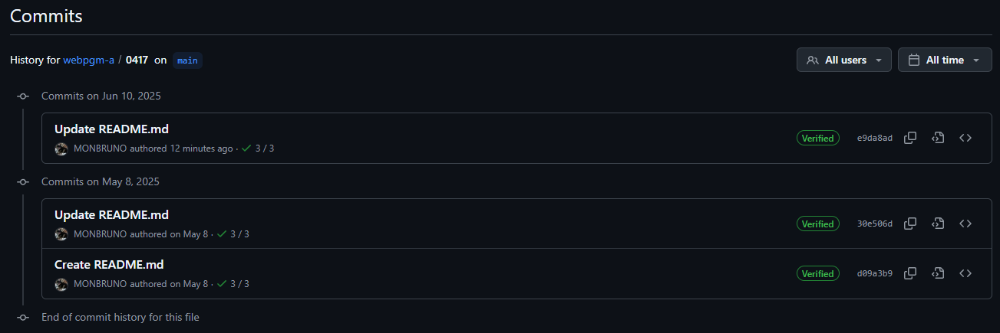 Commits
History for webpgm-a / 0417 on main
All users
All time
Commits on Jun 10, 2025
Update README.md
MONBRUNO authored 12 minutes ago · 3 / 3
Verified
e9da8ad
Commits on May 8, 2025
Update README.md
MONBRUNO authored on May 8 · 3 / 3
Verified
30e506d
Create README.md
MONBRUNO authored on May 8 · 3 / 3
Verified
d09a3b9
End of commit history for this file